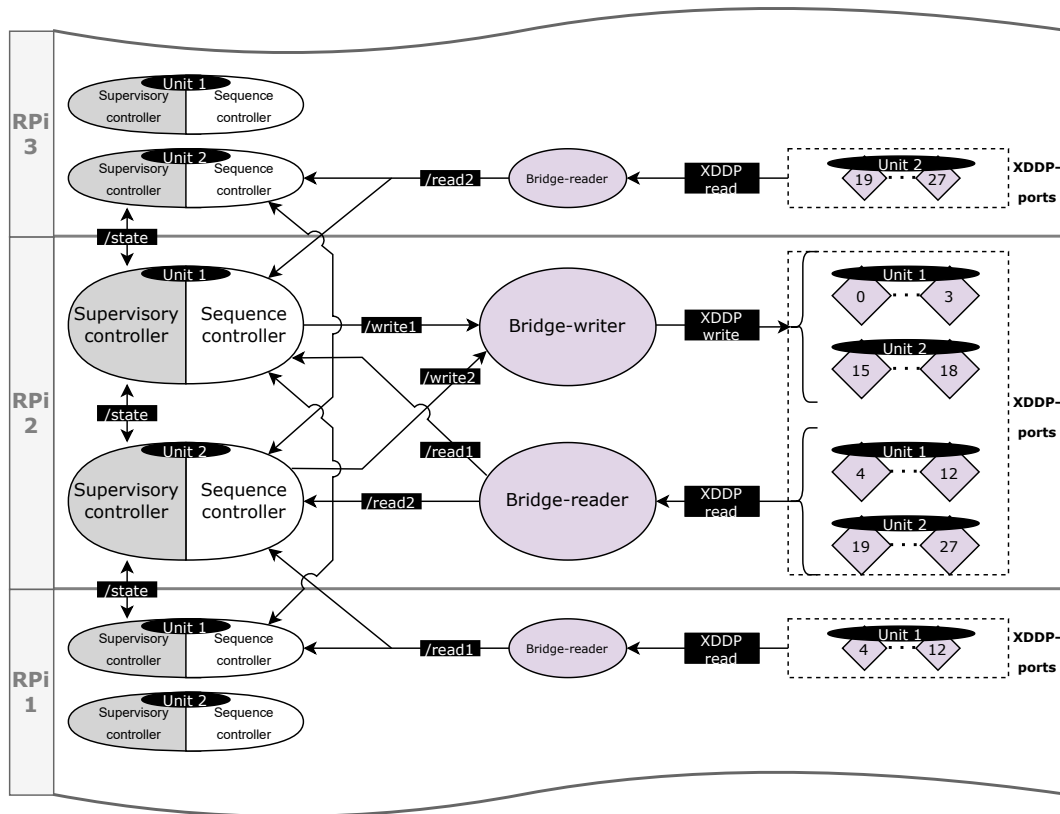 RPi
3
Unit 1
Supervisory
controller
Sequence
controller
Unit 2
Supervisory
controller
Sequence
controller
/read2
Bridge-reader
XDDP
read
Unit 2
19 ··· 27
XDDP-
ports
/state
RPi
2
Unit 1
Supervisory
controller
Sequence
controller
/write1
Bridge-writer
XDDP
write
Unit 1
0 ··· 3
Unit 2
15 ··· 18
/write2
/state
XDDP-
ports
Unit 2
Supervisory
controller
Sequence
controller
/read1
/read2
Bridge-reader
XDDP
read
Unit 1
4 ··· 12
Unit 2
19 ··· 27
/state
RPi
1
Unit 1
Supervisory
controller
Sequence
controller
/read1
Bridge-reader
XDDP
read
Unit 1
4 ··· 12
XDDP-
ports
Unit 2
Supervisory
controller
Sequence
controller